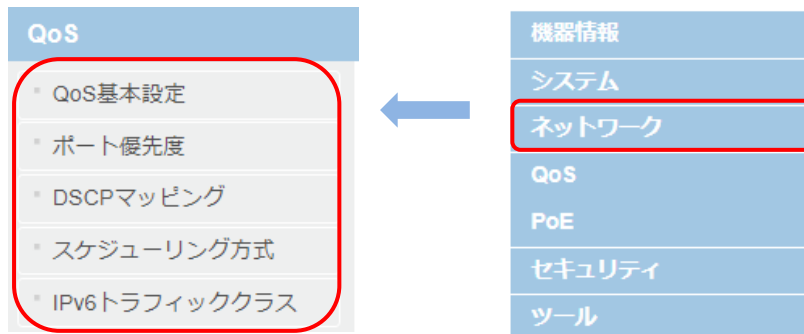 QoS
QoS基本設定
ポート優先度
DSCPマッピング
スケジューリング方式
IPv6トラフィッククラス
機器情報
システム
ネットワーク
QoS
PoE
セキュリティ
ツール